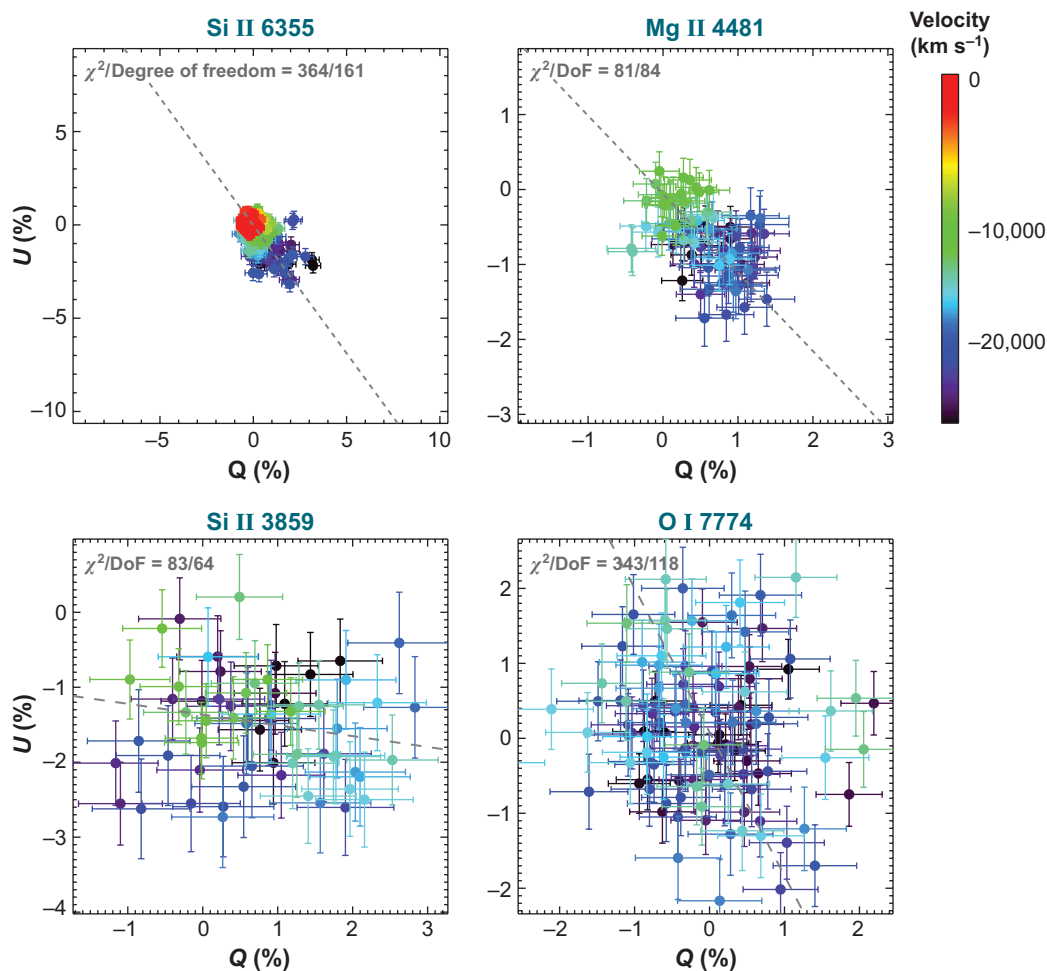 Si II 6355
χ²/Degree of freedom = 364/161
5
0
−5
−10
U (%)
−5
0
5
10
Q (%)
Mg II 4481
χ²/DoF = 81/84
1
0
−1
−2
−3
−1
0
1
2
3
Q (%)
Velocity
(km s⁻¹)
0
−10,000
−20,000
Si II 3859
χ²/DoF = 83/64
0
−1
−2
−3
−4
U (%)
−1
0
1
2
3
Q (%)
O I 7774
χ²/DoF = 343/118
2
1
0
−1
−2
−2
−1
0
1
2
Q (%)